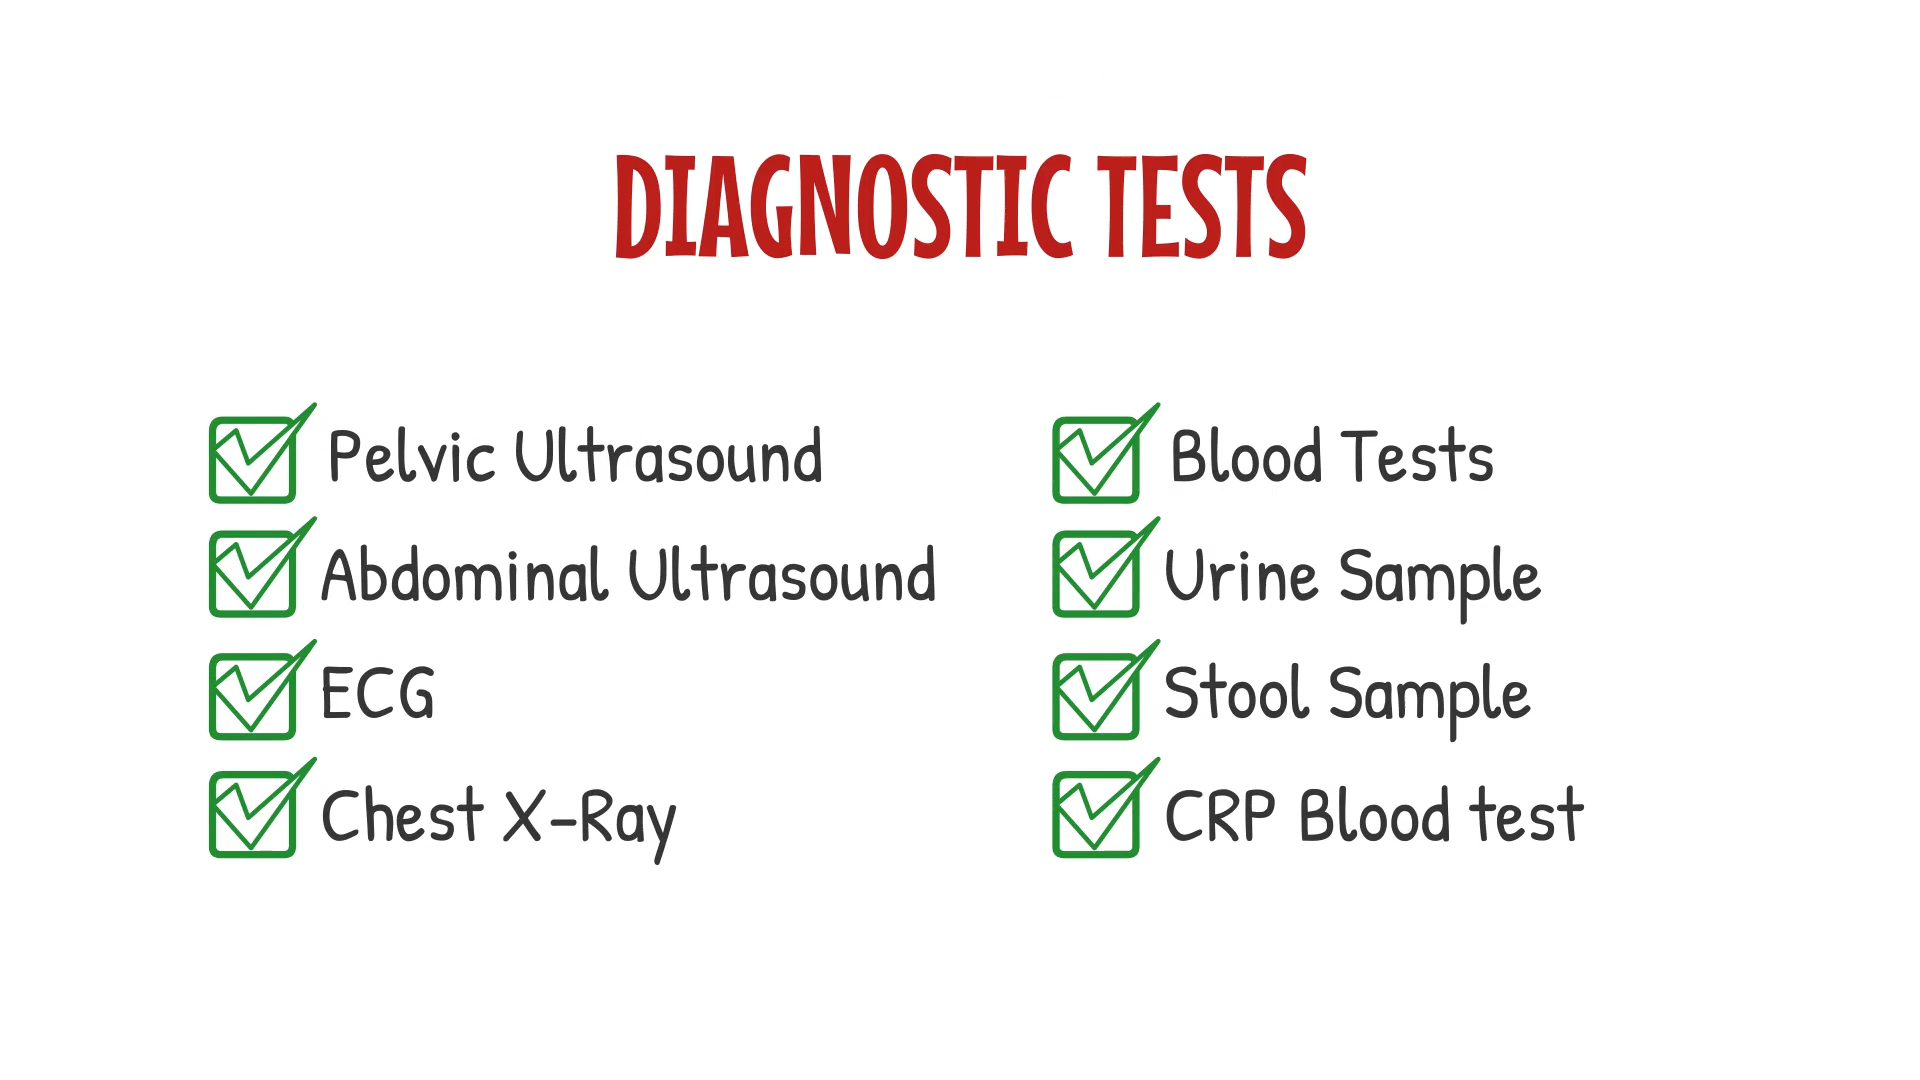 DIAGNOSTIC TESTS
Pelvic Ultrasound
Abdominal Ultrasound
ECG
Chest X-Ray
Blood Tests
Urine Sample
Stool Sample
CRP Blood test